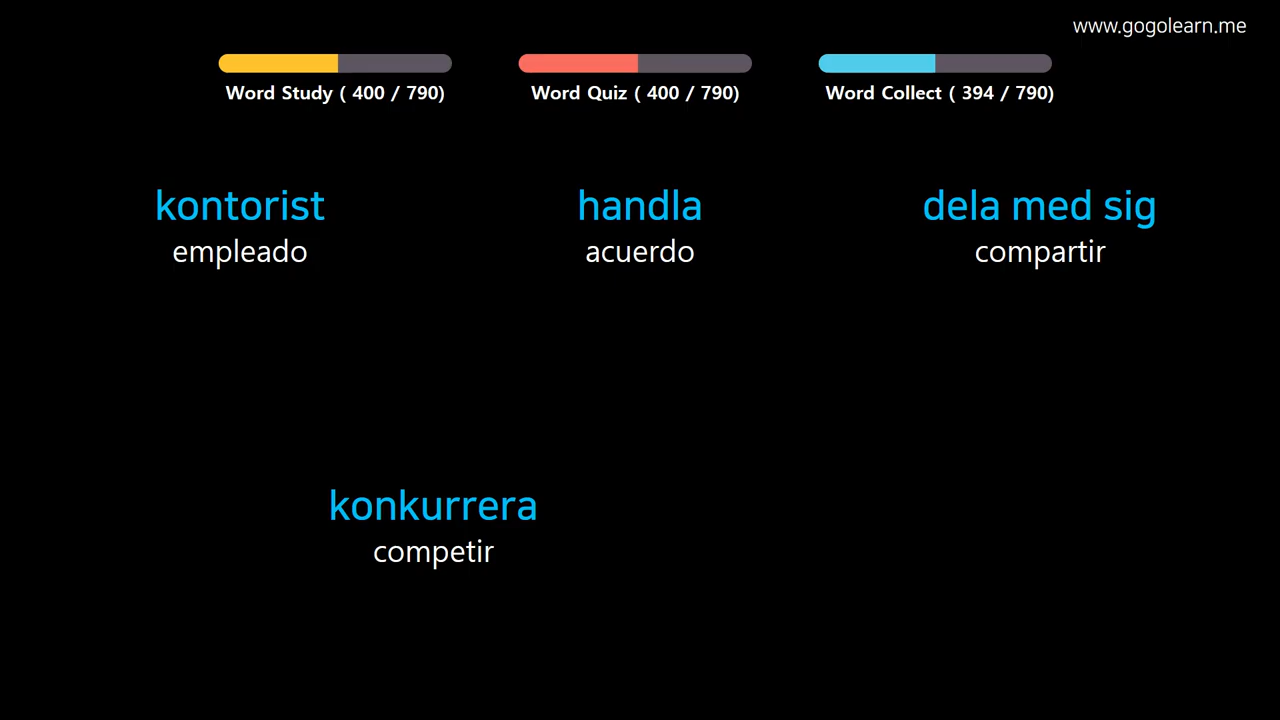 www.gogolearn.me
Word Study ( 400 / 790)
Word Quiz ( 400 / 790)
Word Collect ( 394 / 790)
kontorist
empleado
handla
acuerdo
dela med sig
compartir
konkurrera
competir